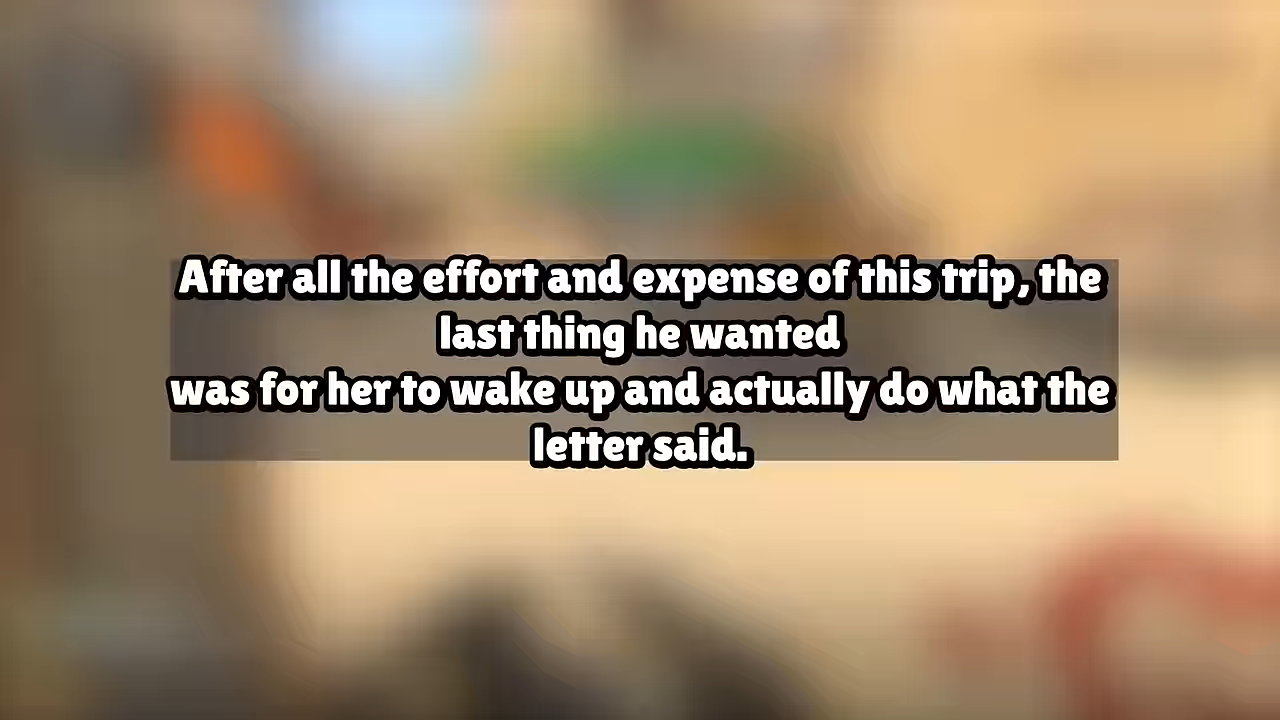 After all the effort and expense of this trip, the
last thing he wanted
was for her to wake up and actually do what the
letter said.